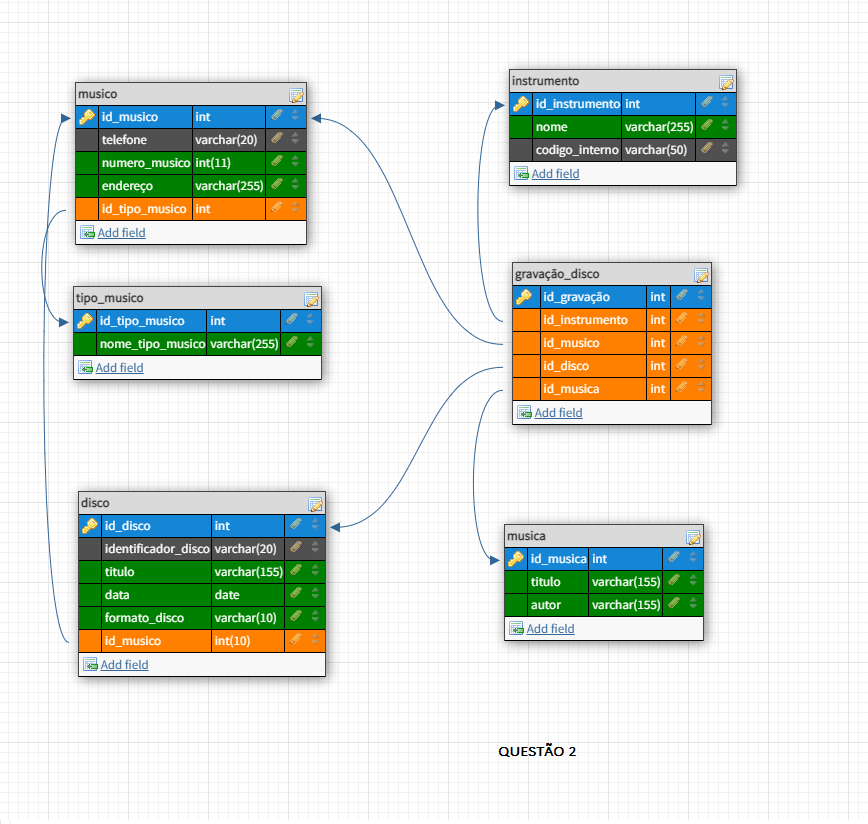 musico
id_musico int
telefone varchar(20)
numero_musico int(11)
endereço varchar(255)
id_tipo_musico int
Add field
instrumento
id_instrumento int
nome varchar(255)
codigo_interno varchar(50)
Add field
tipo_musico
id_tipo_musico int
nome_tipo_musico varchar(255)
Add field
gravação_disco
id_gravação int
id_instrumento int
id_musico int
id_disco int
id_musica int
Add field
disco
id_disco int
identificador_disco varchar(20)
titulo varchar(155)
data date
formato_disco varchar(10)
id_musico int(10)
Add field
musica
id_musica int
titulo varchar(155)
autor varchar(155)
Add field
QUESTÃO 2